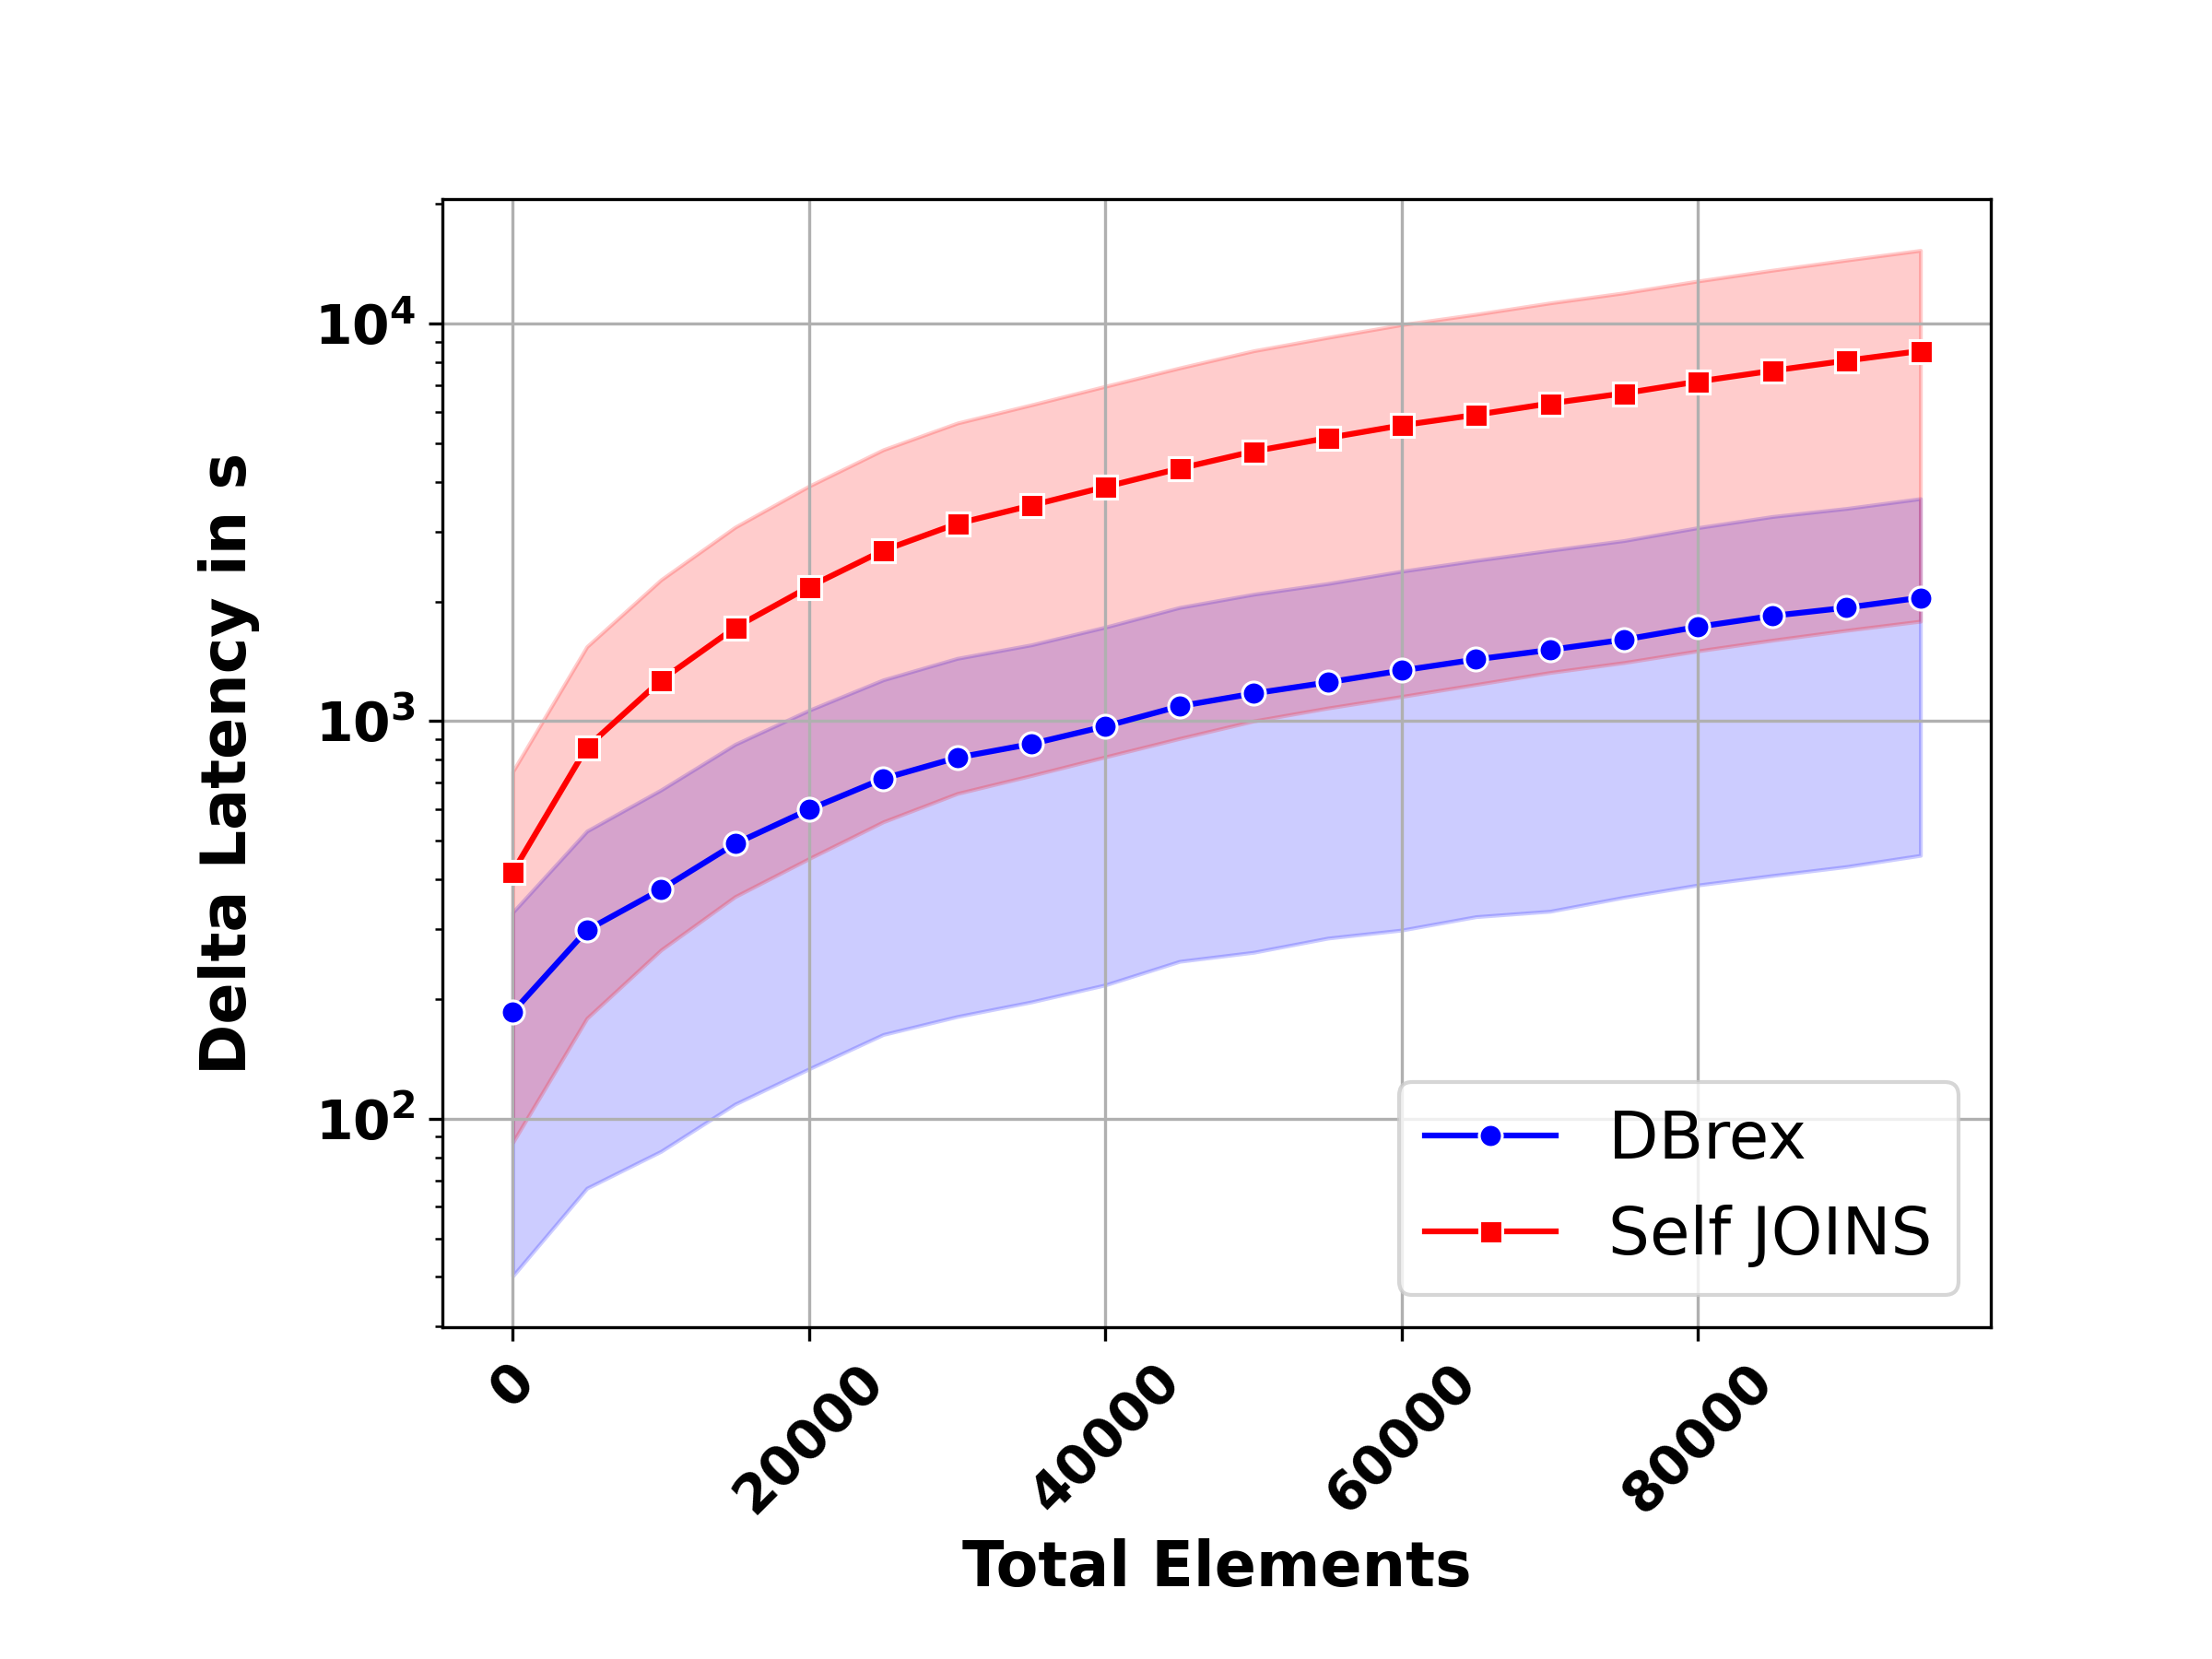 Delta Latency in s
10⁴
10³
10²
DBrex
Self JOINS
0
20000
40000
60000
80000
Total Elements